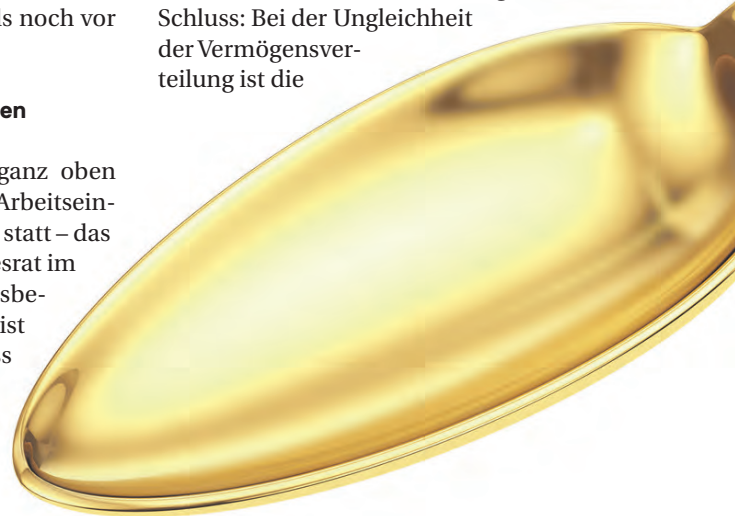 s noch vor
en
ganz oben
Arbeitsein-
statt – das
esrat im
sbe-
ist
ss
Schluss: Bei der Ungleichheit
der Vermögensver-
teilung ist die